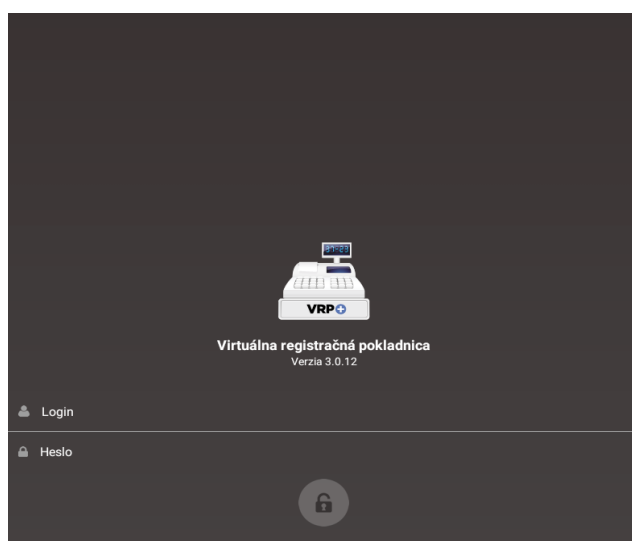 VRP
Virtuálna registračná pokladnica
Verzia 3.0.12
Login
Heslo